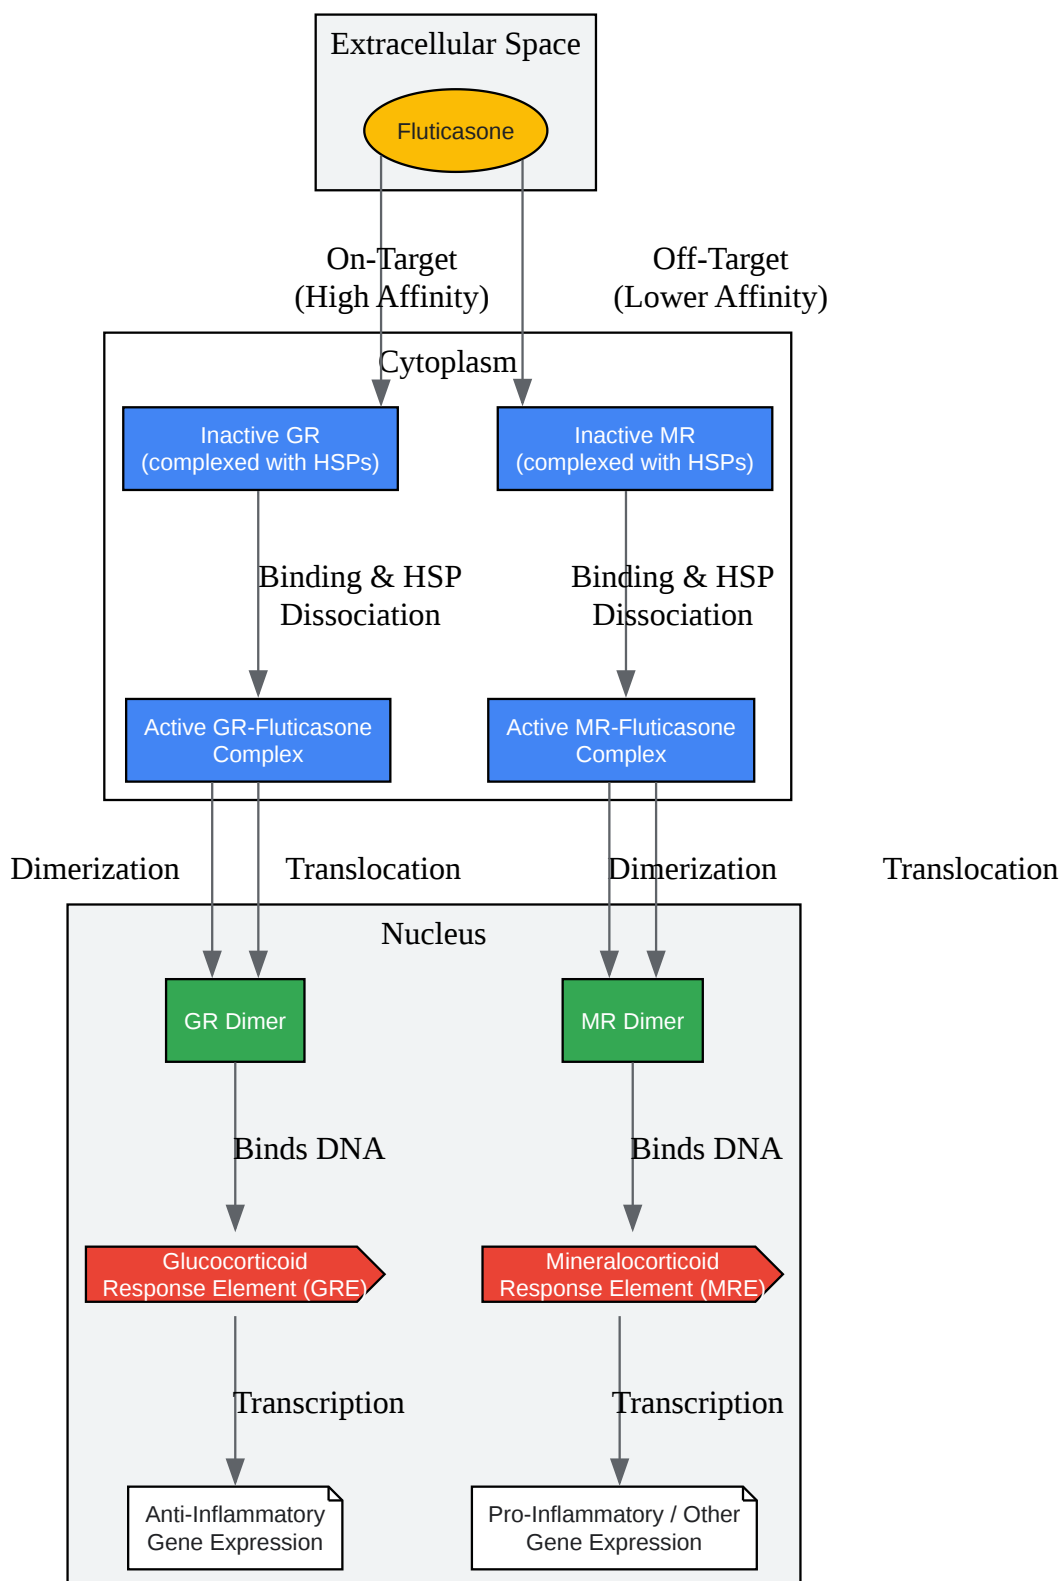 Extracellular Space
Fluticasone
On-Target
(High Affinity)
Off-Target
(Lower Affinity)
Cytoplasm
Inactive GR
(complexed with HSPs)
Inactive MR
(complexed with HSPs)
Binding & HSP
Dissociation
Binding & HSP
Dissociation
Active GR-Fluticasone
Complex
Active MR-Fluticasone
Complex
Dimerization
Translocation
Dimerization
Translocation
Nucleus
GR Dimer
MR Dimer
Binds DNA
Binds DNA
Glucocorticoid
Response Element (GRE)
Mineralocorticoid
Response Element (MRE)
Transcription
Transcription
Anti-Inflammatory
Gene Expression
Pro-Inflammatory / Other
Gene Expression